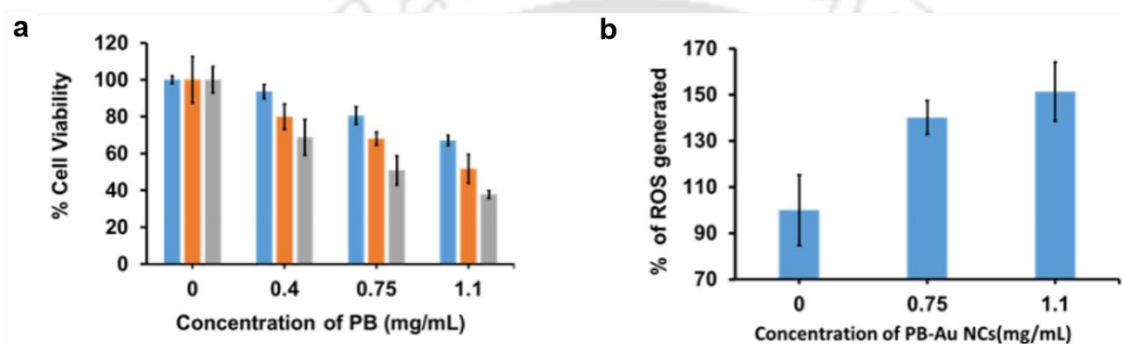 a
120
100
80
60
40
20
0
% Cell Viability
0 0.4 0.75 1.1
Concentration of PB (mg/mL)
b
170
150
130
110
90
70
% of ROS generated
0 0.75 1.1
Concentration of PB-Au NCs(mg/mL)